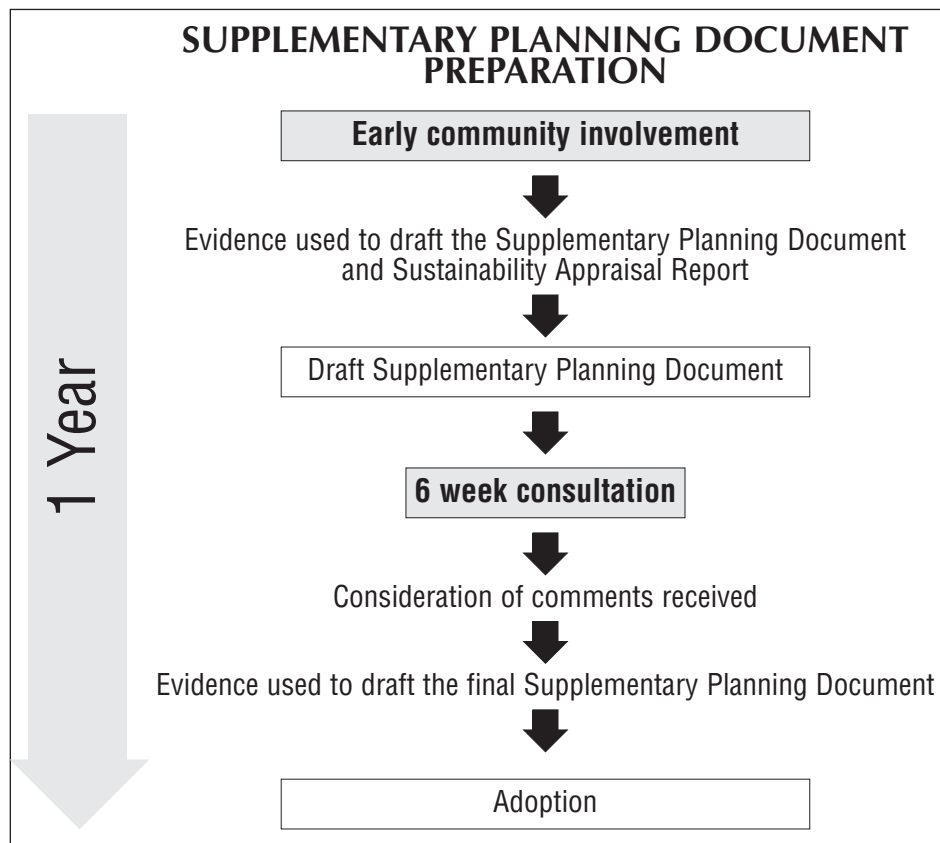 SUPPLEMENTARY PLANNING DOCUMENT
PREPARATION
1 Year
Early community involvement
Evidence used to draft the Supplementary Planning Document
and Sustainability Appraisal Report
Draft Supplementary Planning Document
6 week consultation
Consideration of comments received
Evidence used to draft the final Supplementary Planning Document
Adoption